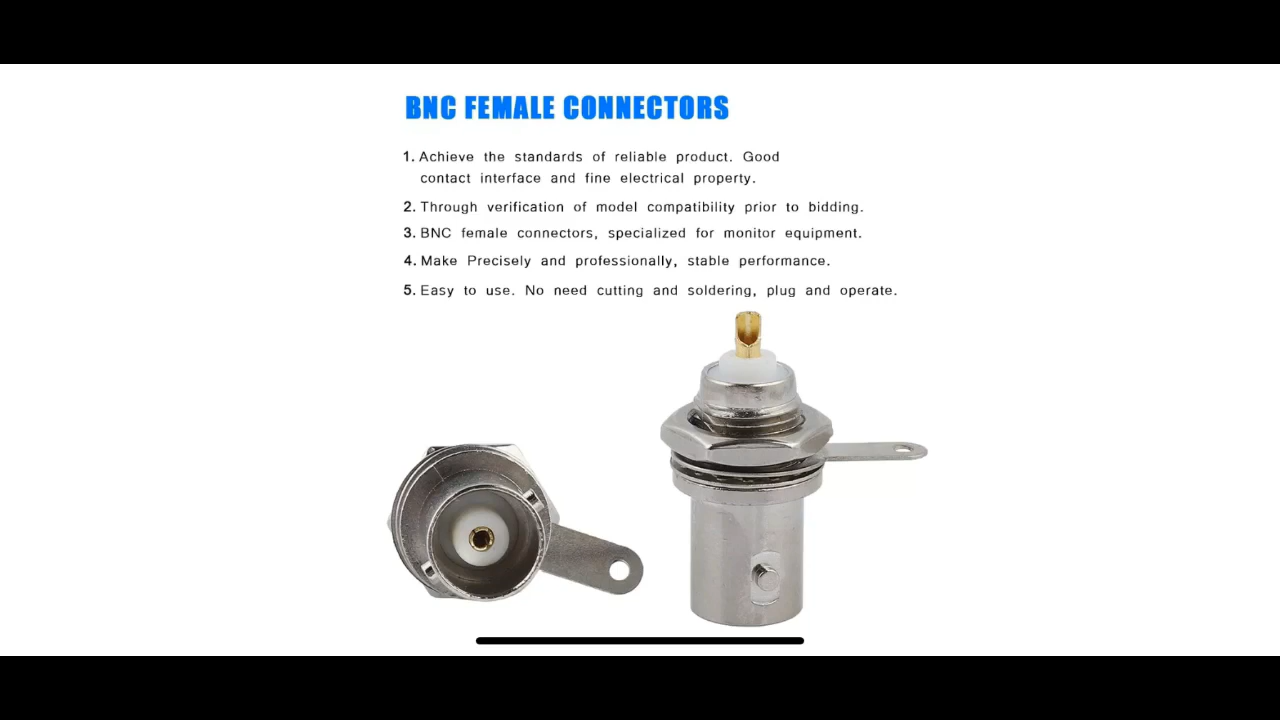 BNC FEMALE CONNECTORS
1. Achieve the standards of reliable product. Good
contact interface and fine electrical property.
2. Through verification of model compatibility prior to bidding.
3. BNC female connectors, specialized for monitor equipment.
4. Make Precisely and professionally, stable performance.
5. Easy to use. No need cutting and soldering, plug and operate.